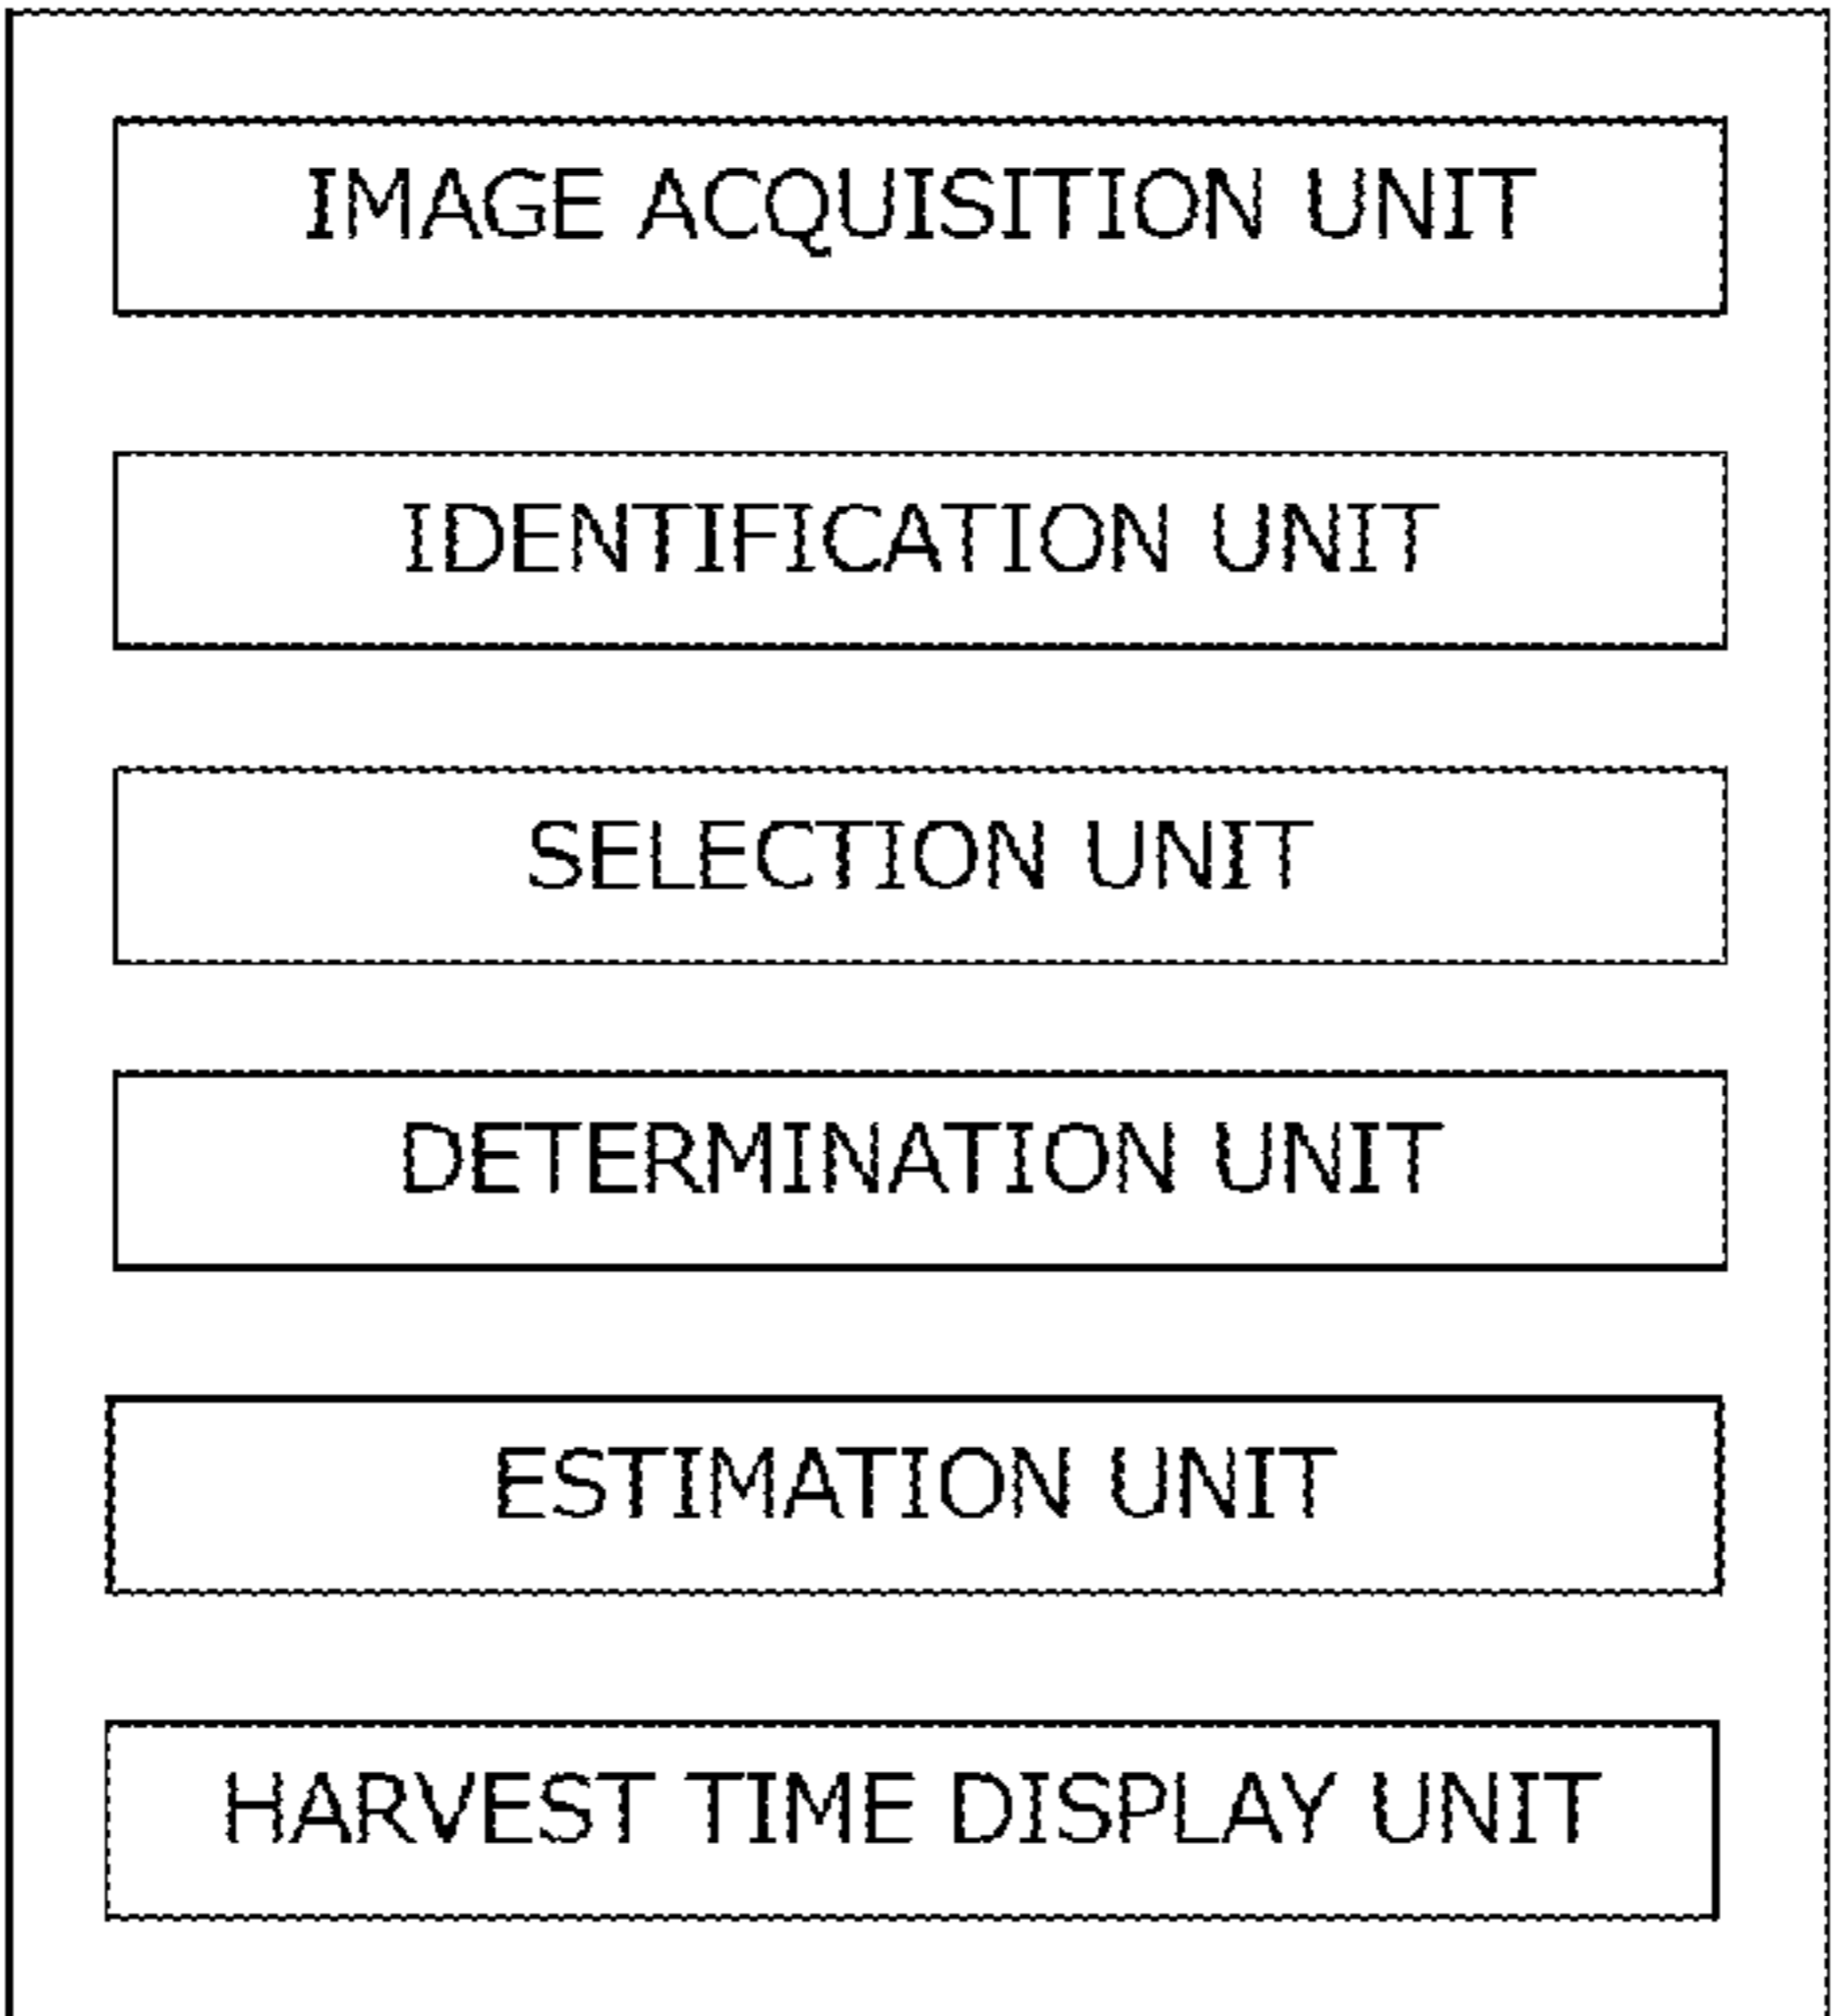 IMAGE ACQUISITION UNIT
IDENTIFICATION UNIT
SELECTION UNIT
DETERMINATION UNIT
ESTIMATION UNIT
HARVEST TIME DISPLAY UNIT